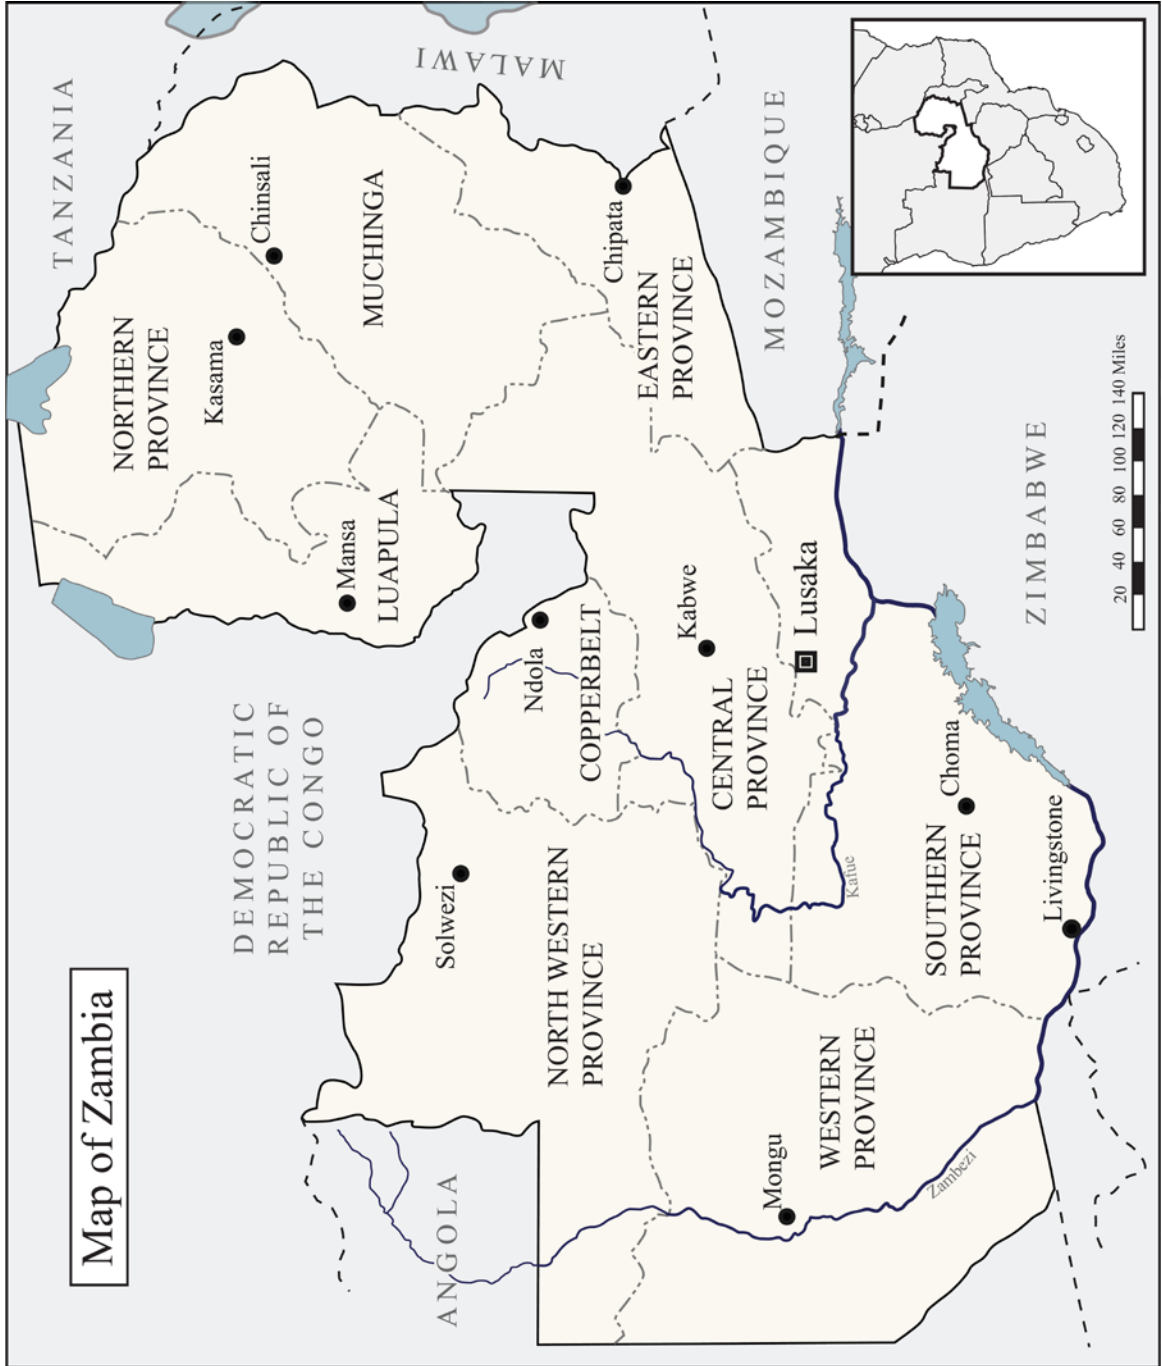 Map of Zambia
TANZANIA
MALAWI
MOZAMBIQUE
ZIMBABWE
ANGOLA
DEMOCRATIC
REPUBLIC OF
THE CONGO
NORTHERN
PROVINCE
Kasama
Chinsali
MUCHINGA
Mansa
LUAPULA
Chipata
EASTERN
PROVINCE
Ndola
COPPERBELT
Solwezi
NORTH WESTERN
PROVINCE
Kabwe
CENTRAL
PROVINCE
Lusaka
Kafue
Choma
SOUTHERN
PROVINCE
Livingstone
Mongu
WESTERN
PROVINCE
Zambezi
20 40 60 80 100 120 140 Miles